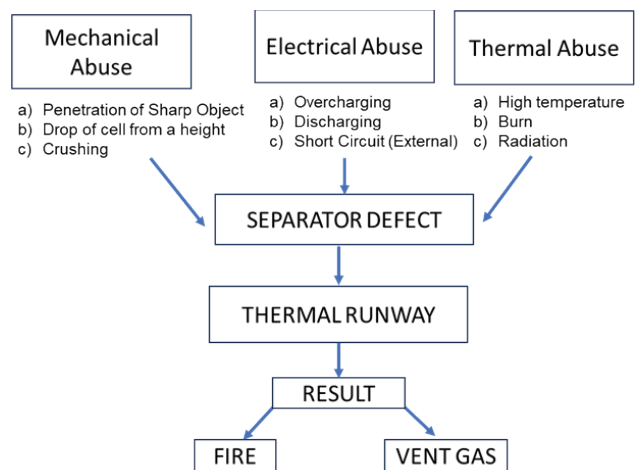 Mechanical
Abuse
a) Penetration of Sharp Object
b) Drop of cell from a height
c) Crushing
Electrical Abuse
a) Overcharging
b) Discharging
c) Short Circuit (External)
Thermal Abuse
a) High temperature
b) Burn
c) Radiation
SEPARATOR DEFECT
THERMAL RUNWAY
RESULT
FIRE
VENT GAS